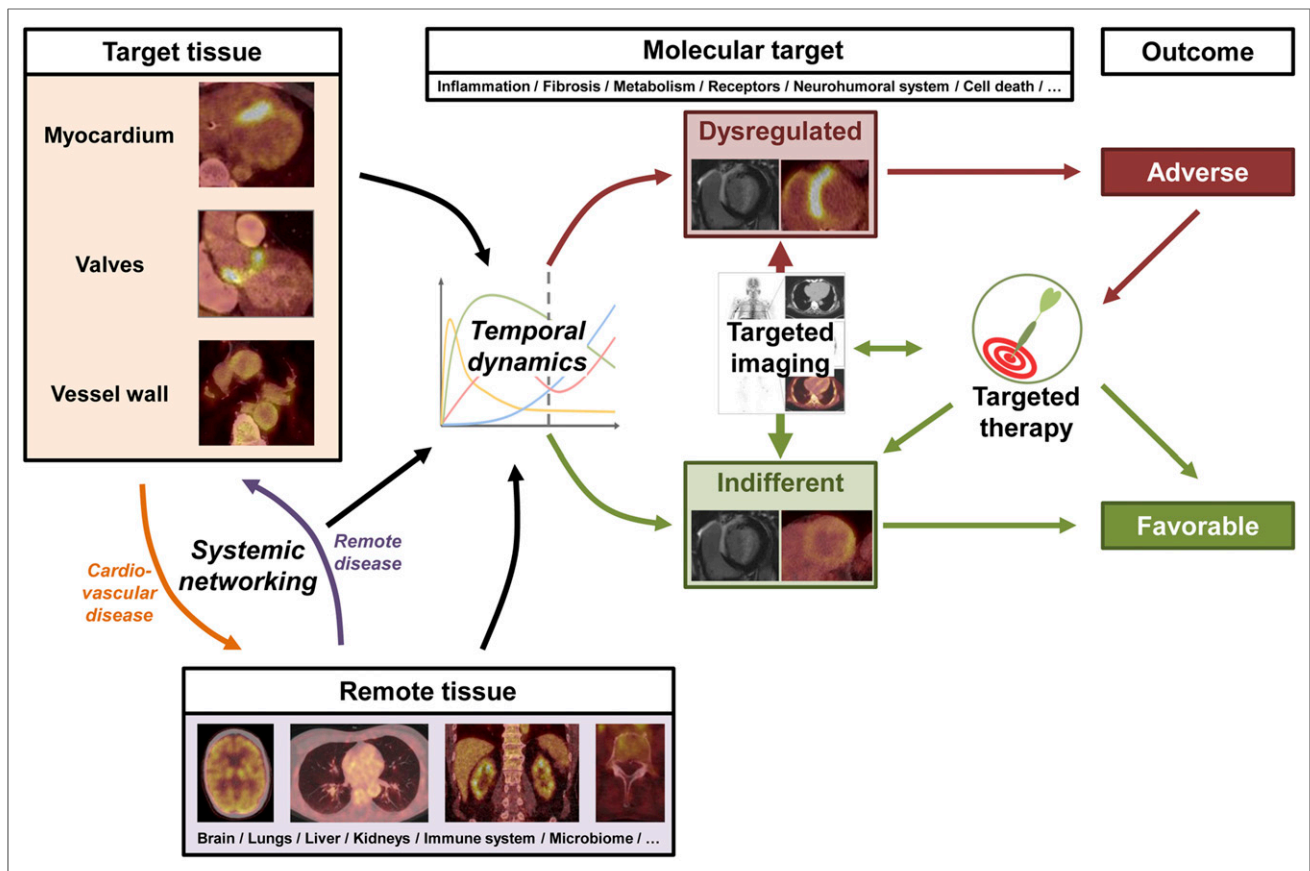 Target tissue
Myocardium
Valves
Vessel wall
Molecular target
Inflammation / Fibrosis / Metabolism / Receptors / Neurohumoral system / Cell death / ...
Outcome
Dysregulated
Adverse
Temporal
dynamics
Targeted
imaging
Targeted
therapy
Indifferent
Favorable
Cardio-
vascular
disease
Systemic
networking
Remote
disease
Remote tissue
Brain / Lungs / Liver / Kidneys / Immune system / Microbiome / ...